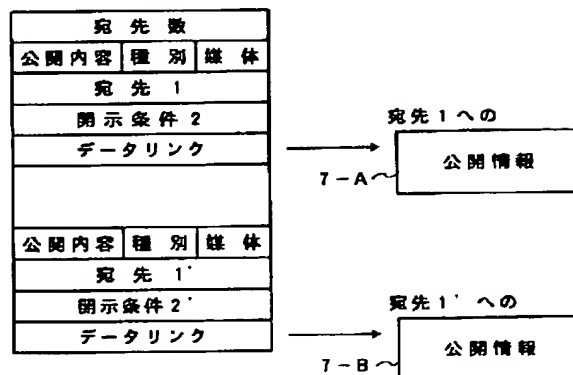 宛先数
公開内容 種別 媒体
宛先1
開示条件2
データリンク
宛先1への
公開情報
7-A
公開内容 種別 媒体
宛先1'
開示条件2'
データリンク
宛先1'への
公開情報
7-B